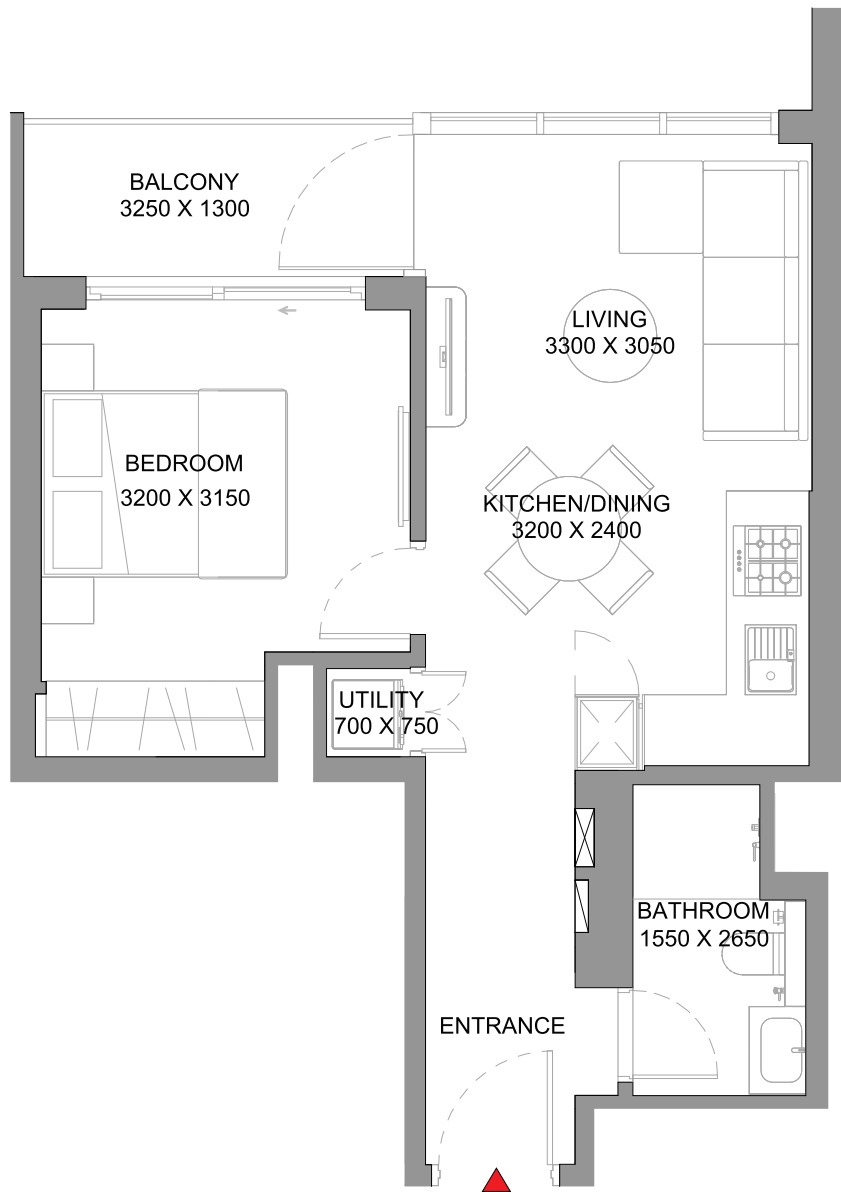 BALCONY
3250 X 1300
LIVING
3300 X 3050
BEDROOM
3200 X 3150
KITCHEN/DINING
3200 X 2400
UTILITY
700 X 750
BATHROOM
1550 X 2650
ENTRANCE